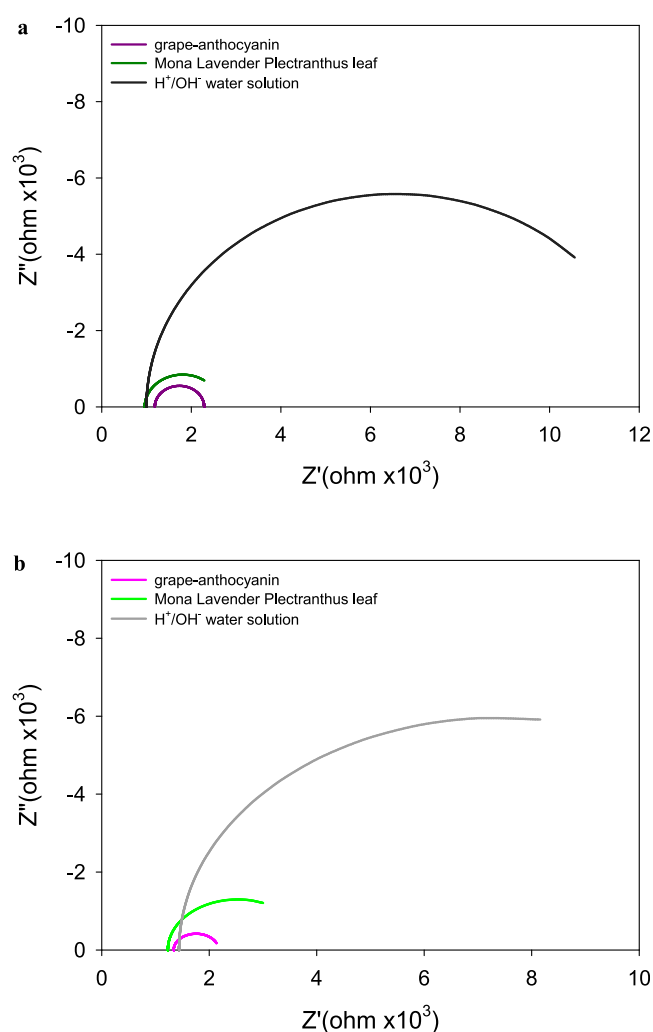 a
-10
grape-anthocyanin
Mona Lavender Plectranthus leaf
H⁺/OH⁻ water solution
-8
-6
-4
-2
0
Z"(ohm x10³)
0 2 4 6 8 10 12
Z'(ohm x10³)
b
-10
grape-anthocyanin
Mona Lavender Plectranthus leaf
H⁺/OH⁻ water solution
-8
-6
-4
-2
0
Z"(ohm x10³)
0 2 4 6 8 10
Z'(ohm x10³)